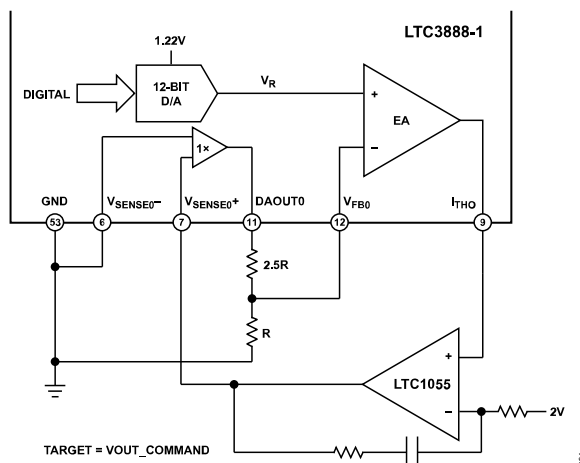 LTC3888-1
1.22V
DIGITAL
12-BIT
D/A
VR
+
EA
−
1×
GND
VSENSE0−
VSENSE0+
DAOUT0
VFB0
ITHO
53
6
7
11
12
9
2.5R
R
+
LTC1055
−
2V
TARGET = VOUT_COMMAND